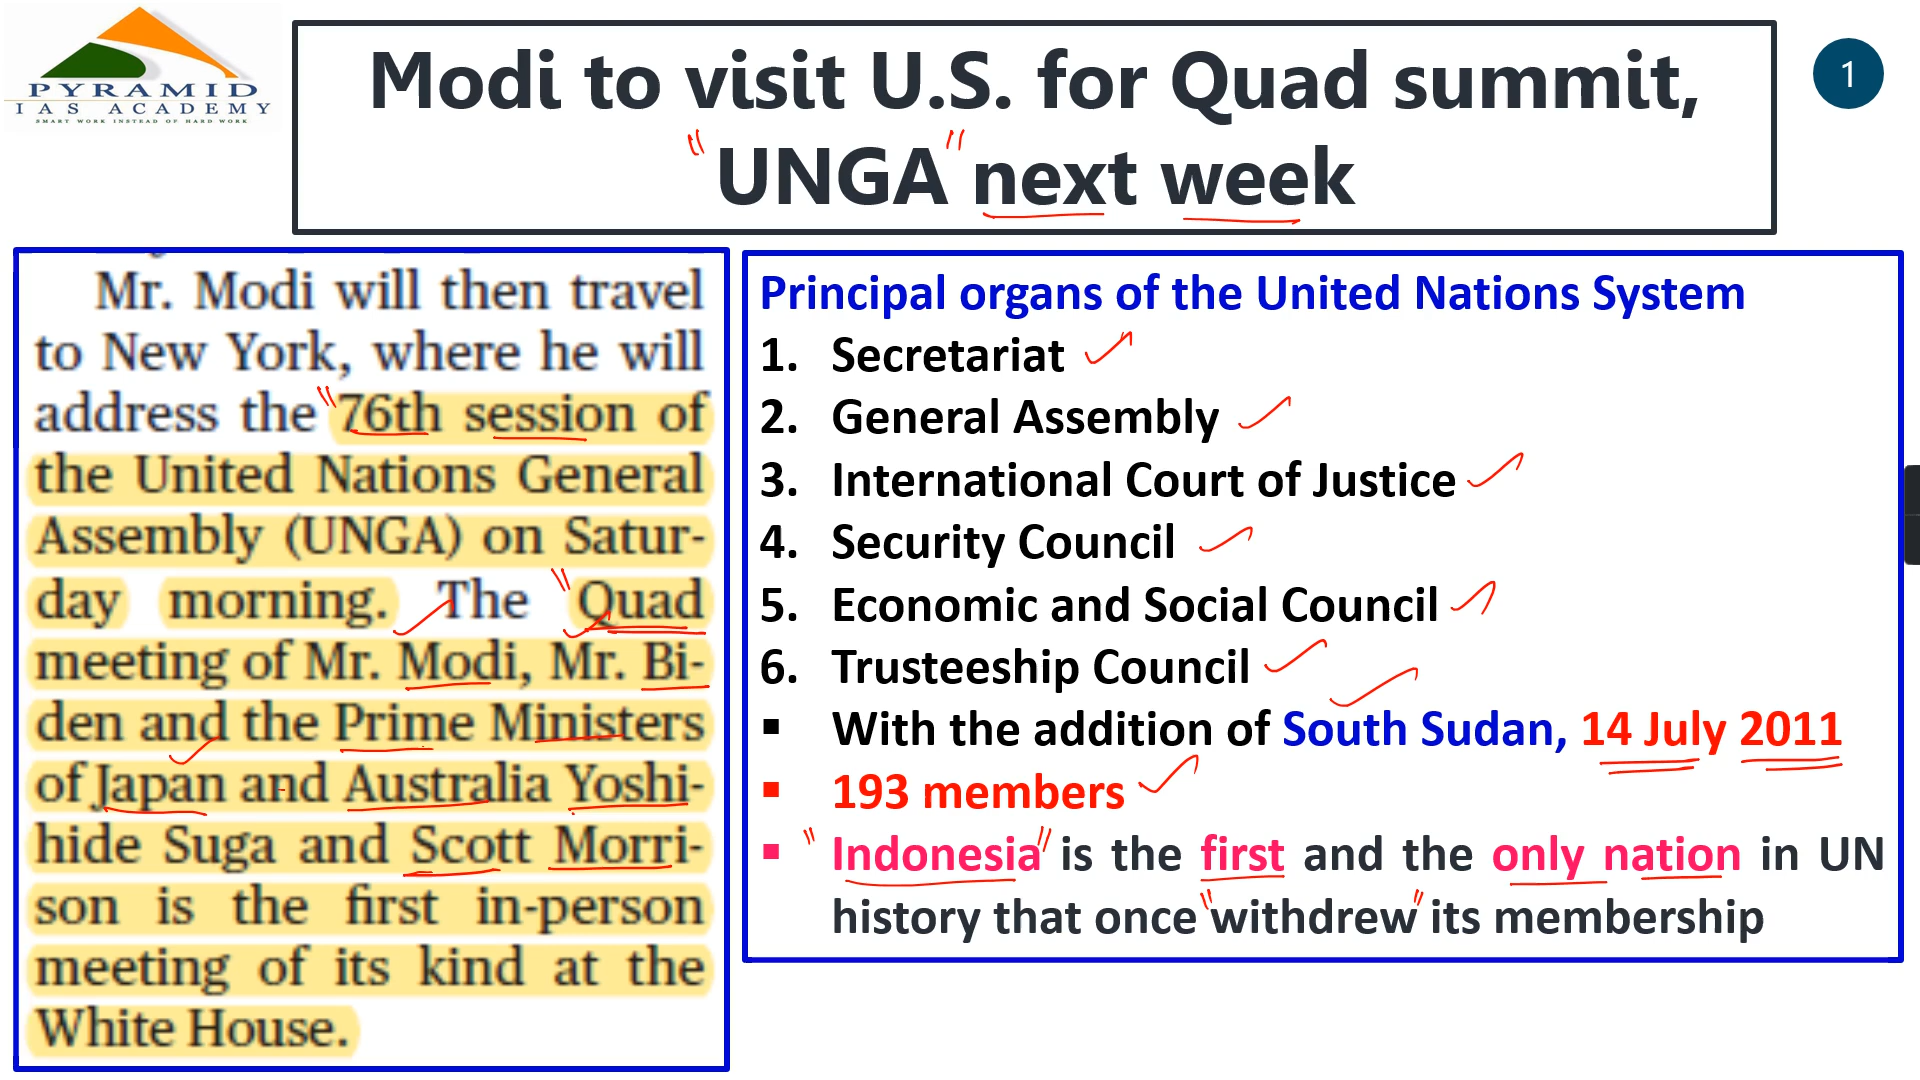 PYRAMID
IAS ACADEMY
SMART WORK INSTEAD OF HARD WORK
Modi to visit U.S. for Quad summit,
"UNGA" next week
1
Mr. Modi will then travel
to New York, where he will
address the "76th session of
the United Nations General
Assembly (UNGA) on Satur-
day morning. The "Quad
meeting of Mr. Modi, Mr. Bi-
den and the Prime Ministers
of Japan and Australia Yoshi-
hide Suga and Scott Morri-
son is the first in-person
meeting of its kind at the
White House.
Principal organs of the United Nations System
1. Secretariat
2. General Assembly
3. International Court of Justice
4. Security Council
5. Economic and Social Council
6. Trusteeship Council
▪ With the addition of South Sudan, 14 July 2011
▪ 193 members
▪ "Indonesia" is the first and the only nation in UN
history that once "withdrew" its membership